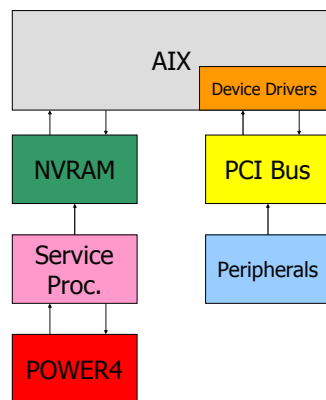 AIX
Device Drivers
NVRAM
PCI Bus
Service
Proc.
Peripherals
POWER4